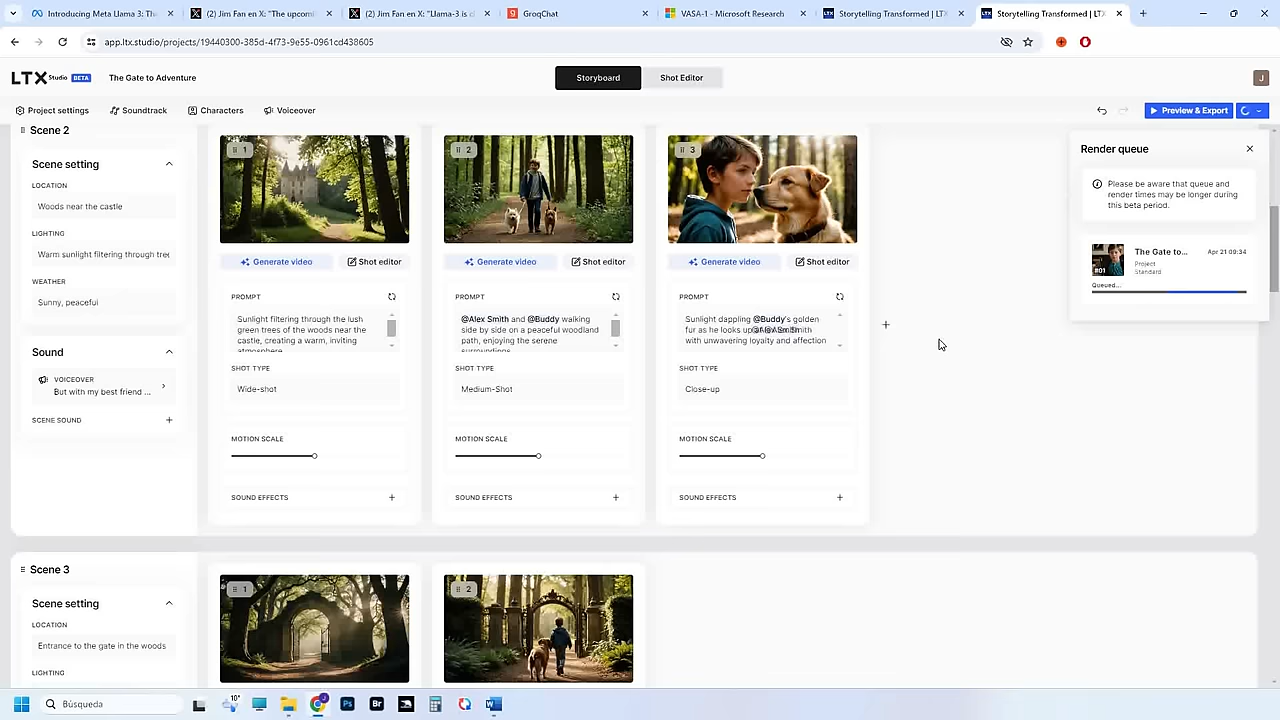 Introducing Meta Llama 3: The
(2) Jim Fan en X: "The upcomi
(2) Jim Fan en X: "Llama-3 is d
GroqChat
VASA-1 - Microsoft Research
Storytelling Transformed | LT
Storytelling Transformed | LT
app.ltx.studio/projects/19440300-385d-4f73-9e55-0961cd438605
LTX Studio BETA
The Gate to Adventure
Storyboard
Shot Editor
J
Project settings
Soundtrack
Characters
Voiceover
Preview & Export
Scene 2
Scene setting
LOCATION
Woods near the castle
LIGHTING
Warm sunlight filtering through tree
WEATHER
Sunny, peaceful
Sound
VOICEOVER
But with my best friend ...
SCENE SOUND
1
Generate video
Shot editor
PROMPT
Sunlight filtering through the lush
green trees of the woods near the
castle, creating a warm, inviting
atmosphere
SHOT TYPE
Wide-shot
MOTION SCALE
SOUND EFFECTS
2
Generate video
Shot editor
PROMPT
@Alex Smith and @Buddy walking
side by side on a peaceful woodland
path, enjoying the serene
surroundings
SHOT TYPE
Medium-Shot
MOTION SCALE
SOUND EFFECTS
3
Generate video
Shot editor
PROMPT
Sunlight dappling @Buddy's golden
fur as he looks up Smith
with unwavering loyalty and affection
SHOT TYPE
Close-up
MOTION SCALE
SOUND EFFECTS
Render queue
Please be aware that queue and
render times may be longer during
this beta period.
#01
The Gate to...
Apr 21 09:34
Project
Standard
Queued...
Scene 3
Scene setting
LOCATION
Entrance to the gate in the woods
LIGHTING
1
2
10°
Búsqueda
J
Ps
Br
W